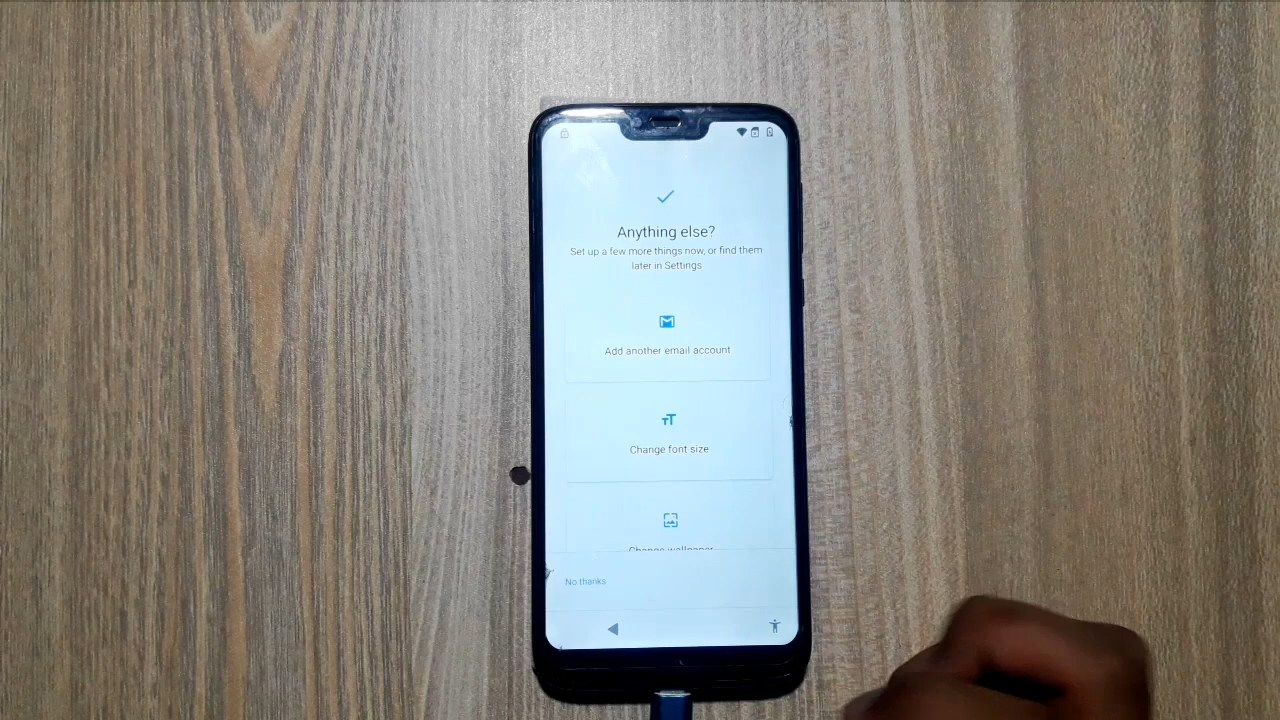 Anything else?
Set up a few more things now, or find them
later in Settings
Add another email account
Change font size
Change wallpaper
No thanks